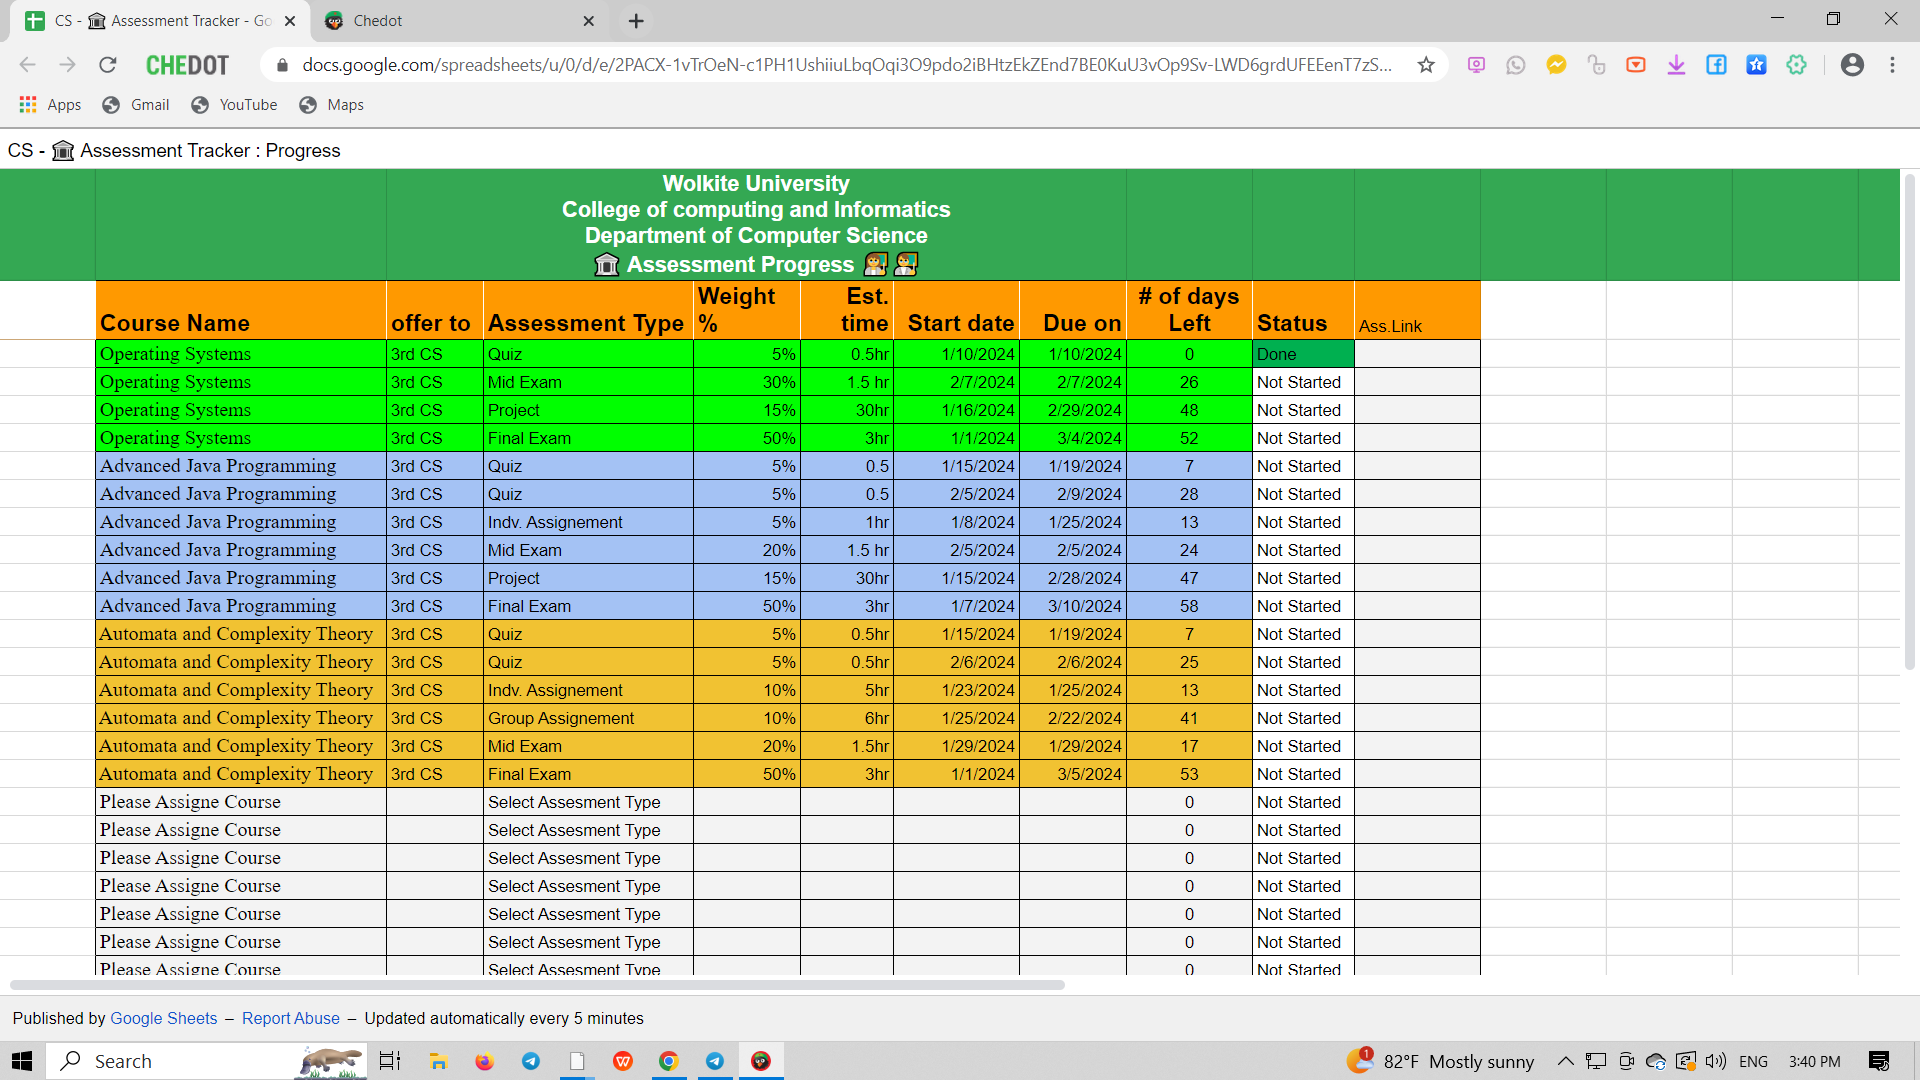 CS - 🏛 Assessment Tracker - Go
Chedot
CHEDOT
docs.google.com/spreadsheets/u/0/d/e/2PACX-1vTrOeN-c1PH1UshiiuLbqOqi3O9pdo2iBHtzEkZEnd7BE0KuU3vOp9Sv-LWD6grdUFEEenT7zS...
Apps Gmail YouTube Maps
CS - 🏛 Assessment Tracker : Progress
Wolkite University
College of computing and Informatics
Department of Computer Science
🏛 Assessment Progress 👩‍🏫 👨‍🏫
Course Name offer to Assessment Type Weight % Est. time Start date Due on # of days Left Status Ass.Link
Operating Systems 3rd CS Quiz 5% 0.5hr 1/10/2024 1/10/2024 0 Done
Operating Systems 3rd CS Mid Exam 30% 1.5 hr 2/7/2024 2/7/2024 26 Not Started
Operating Systems 3rd CS Project 15% 30hr 1/16/2024 2/29/2024 48 Not Started
Operating Systems 3rd CS Final Exam 50% 3hr 1/1/2024 3/4/2024 52 Not Started
Advanced Java Programming 3rd CS Quiz 5% 0.5 1/15/2024 1/19/2024 7 Not Started
Advanced Java Programming 3rd CS Quiz 5% 0.5 2/5/2024 2/9/2024 28 Not Started
Advanced Java Programming 3rd CS Indv. Assignement 5% 1hr 1/8/2024 1/25/2024 13 Not Started
Advanced Java Programming 3rd CS Mid Exam 20% 1.5 hr 2/5/2024 2/5/2024 24 Not Started
Advanced Java Programming 3rd CS Project 15% 30hr 1/15/2024 2/28/2024 47 Not Started
Advanced Java Programming 3rd CS Final Exam 50% 3hr 1/7/2024 3/10/2024 58 Not Started
Automata and Complexity Theory 3rd CS Quiz 5% 0.5hr 1/15/2024 1/19/2024 7 Not Started
Automata and Complexity Theory 3rd CS Quiz 5% 0.5hr 2/6/2024 2/6/2024 25 Not Started
Automata and Complexity Theory 3rd CS Indv. Assignement 10% 5hr 1/23/2024 1/25/2024 13 Not Started
Automata and Complexity Theory 3rd CS Group Assignement 10% 6hr 1/25/2024 2/22/2024 41 Not Started
Automata and Complexity Theory 3rd CS Mid Exam 20% 1.5hr 1/29/2024 1/29/2024 17 Not Started
Automata and Complexity Theory 3rd CS Final Exam 50% 3hr 1/1/2024 3/5/2024 53 Not Started
Please Assigne Course Select Assesment Type 0 Not Started
Please Assigne Course Select Assesment Type 0 Not Started
Please Assigne Course Select Assesment Type 0 Not Started
Please Assigne Course Select Assesment Type 0 Not Started
Please Assigne Course Select Assesment Type 0 Not Started
Please Assigne Course Select Assesment Type 0 Not Started
Please Assigne Course Select Assesment Type 0 Not Started
Published by Google Sheets – Report Abuse – Updated automatically every 5 minutes
Search 1 82°F Mostly sunny ENG 3:40 PM